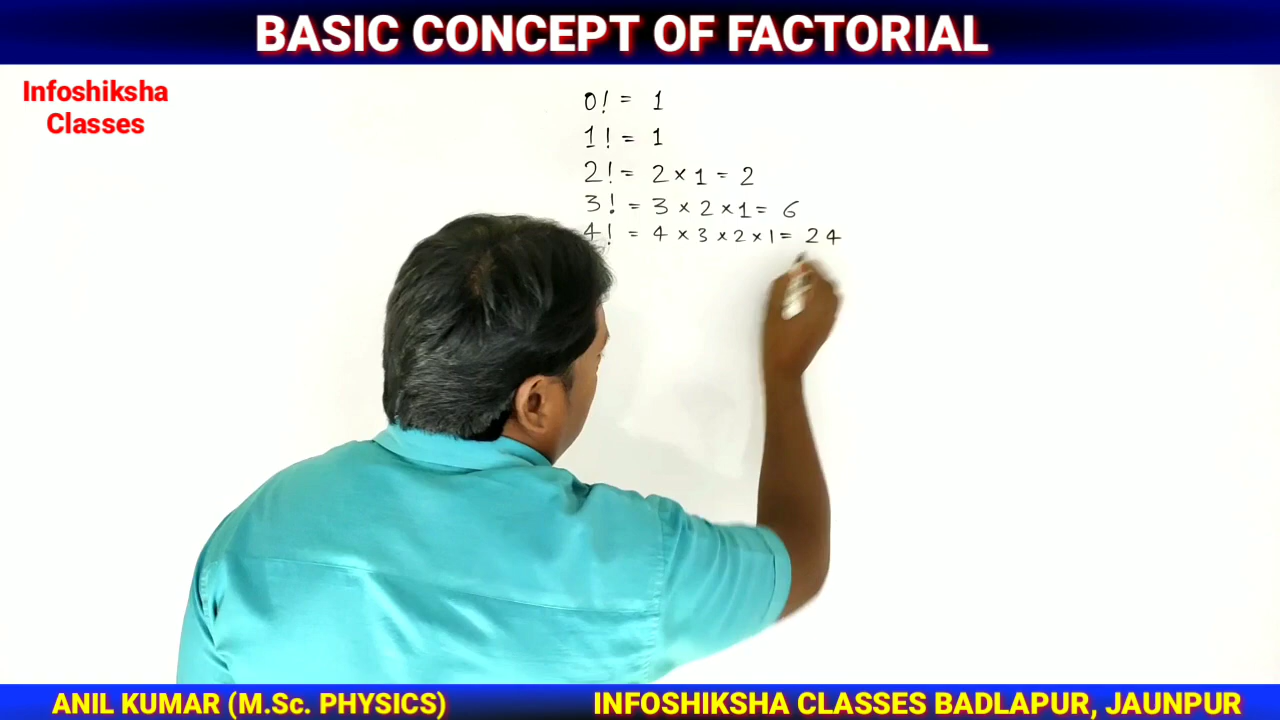 BASIC CONCEPT OF FACTORIAL
Infoshiksha
Classes
0! = 1
1! = 1
2! = 2 × 1 = 2
3! = 3 × 2 × 1 = 6
4! = 4 × 3 × 2 × 1 = 24
ANIL KUMAR (M.Sc. PHYSICS)
INFOSHIKSHA CLASSES BADLAPUR, JAUNPUR